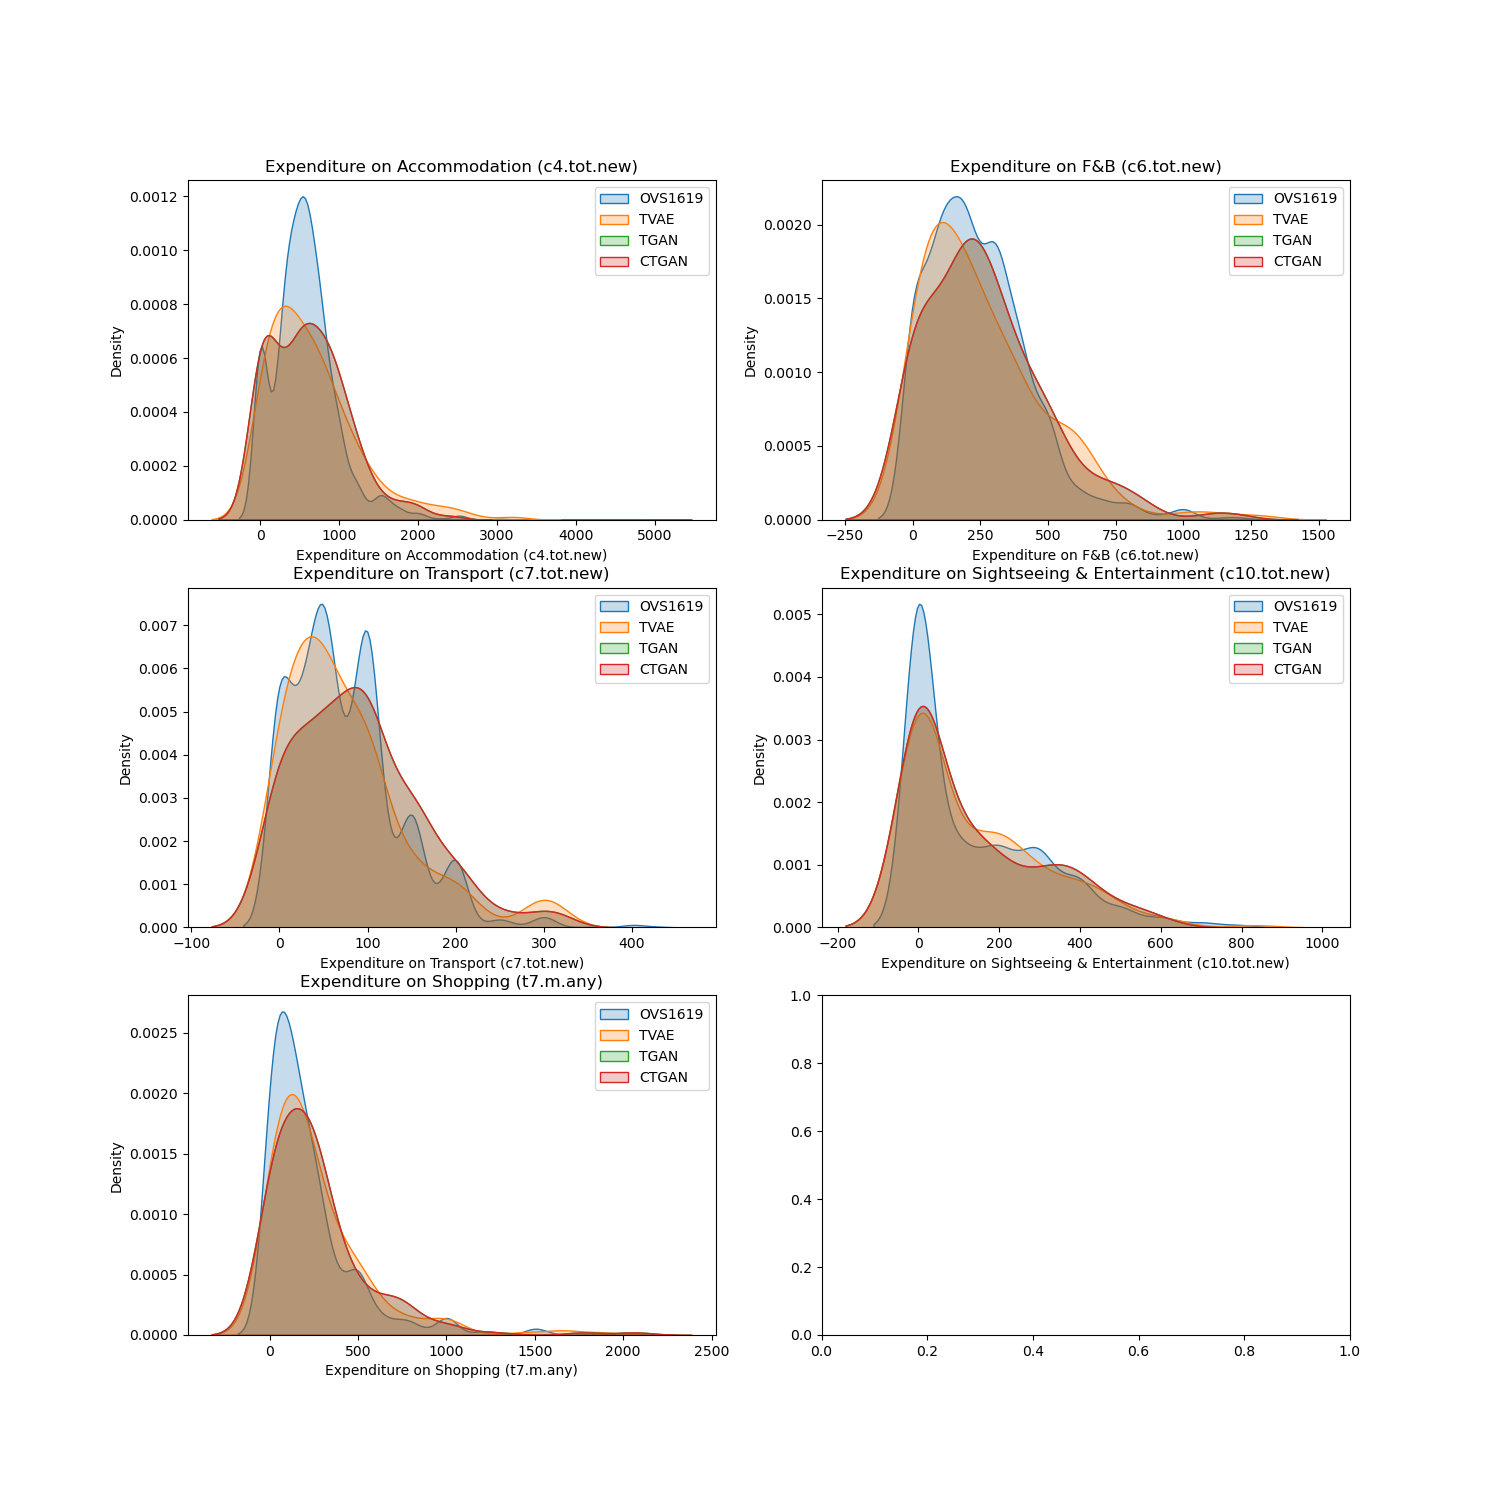 Expenditure on Accommodation (c4.tot.new)
0.0012
0.0010
0.0008
0.0006
0.0004
0.0002
0.0000
Density
OVS1619
TVAE
TGAN
CTGAN
0 1000 2000 3000 4000 5000
Expenditure on Accommodation (c4.tot.new)
Expenditure on F&B (c6.tot.new)
0.0020
0.0015
0.0010
0.0005
0.0000
Density
OVS1619
TVAE
TGAN
CTGAN
−250 0 250 500 750 1000 1250 1500
Expenditure on F&B (c6.tot.new)
Expenditure on Transport (c7.tot.new)
0.007
0.006
0.005
0.004
0.003
0.002
0.001
0.000
Density
OVS1619
TVAE
TGAN
CTGAN
−100 0 100 200 300 400
Expenditure on Transport (c7.tot.new)
Expenditure on Sightseeing & Entertainment (c10.tot.new)
0.005
0.004
0.003
0.002
0.001
0.000
Density
OVS1619
TVAE
TGAN
CTGAN
−200 0 200 400 600 800 1000
Expenditure on Sightseeing & Entertainment (c10.tot.new)
Expenditure on Shopping (t7.m.any)
0.0025
0.0020
0.0015
0.0010
0.0005
0.0000
Density
OVS1619
TVAE
TGAN
CTGAN
0 500 1000 1500 2000 2500
Expenditure on Shopping (t7.m.any)
1.0
0.8
0.6
0.4
0.2
0.0
0.0 0.2 0.4 0.6 0.8 1.0